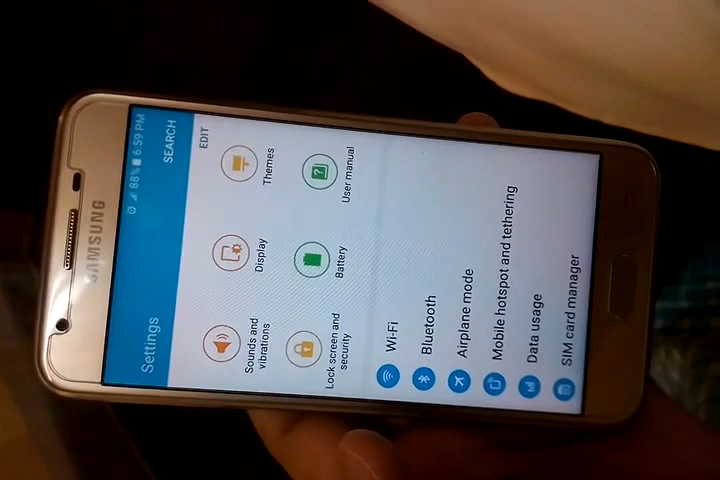 SAMSUNG
88% 6:59 PM
Settings
SEARCH
EDIT
Sounds and
vibrations
Display
Themes
Lock screen and
security
Battery
User manual
Wi-Fi
Bluetooth
Airplane mode
Mobile hotspot and tethering
Data usage
SIM card manager